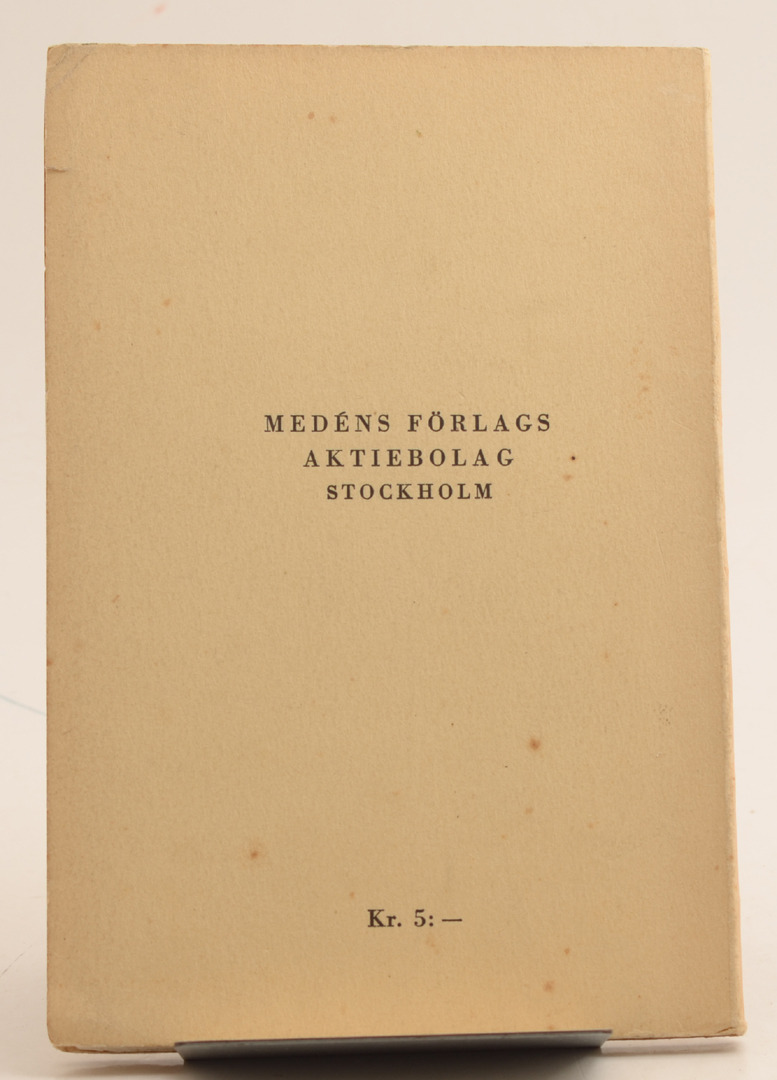 MEDÉNS FÖRLAGS
AKTIEBOLAG
STOCKHOLM
Kr. 5: —